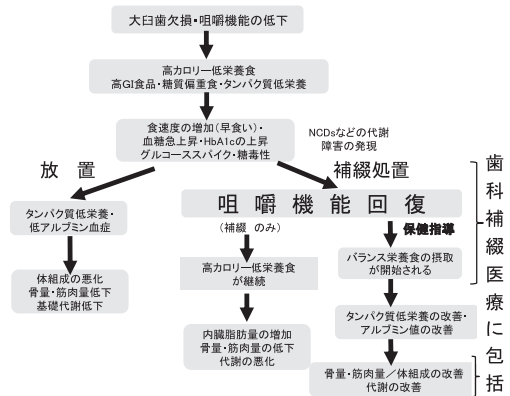 大臼歯欠損・咀嚼機能の低下
高カロリー低栄養食
高GI食品・糖質偏重食・タンパク質低栄養
食速度の増加(早食い)・
血糖急上昇・HbA1cの上昇
グルコーススパイク・糖毒性
NCDsなどの代謝
障害の発現
放 置
補綴処置
タンパク質低栄養・
低アルブミン血症
体組成の悪化
骨量・筋肉量低下
基礎代謝低下
咀 嚼 機 能 回 復
(補綴 のみ)
保健指導
高カロリー低栄養食
が継続
内臓脂肪量の増加
骨量・筋肉量の低下
代謝の悪化
バランス栄養食の摂取
が開始される
タンパク質低栄養の改善・
アルブミン値の改善
骨量・筋肉量/体組成の改善
代謝の改善
歯科補綴医療に包括